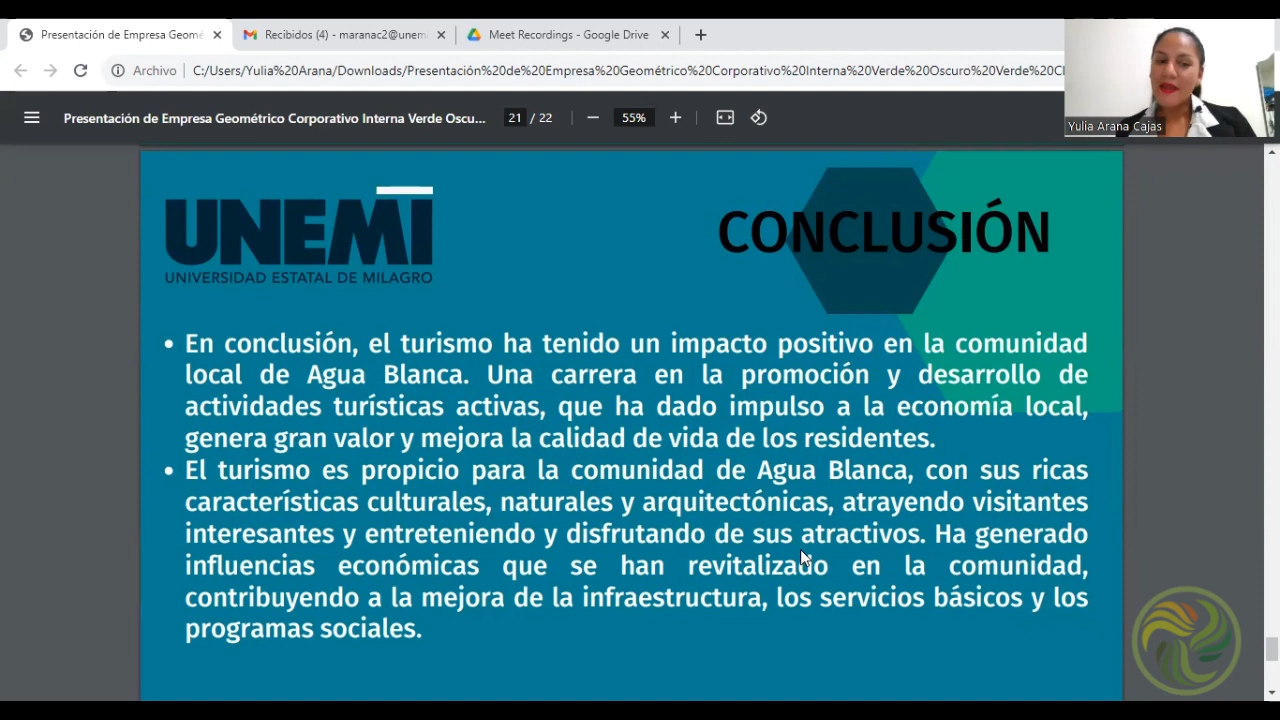 Presentación de Empresa Geomé
Recibidos (4) - maranac2@unem
Meet Recordings - Google Drive
Archivo
C:/Users/Yulia%20Arana/Downloads/Presentación%20de%20Empresa%20Geométrico%20Corporativo%20Interna%20Verde%20Oscuro%20Verde%20Cl
Yulia Arana Cajas
Presentación de Empresa Geométrico Corporativo Interna Verde Oscu...
21 / 22
55%
UNEMI
UNIVERSIDAD ESTATAL DE MILAGRO
CONCLUSIÓN
• En conclusión, el turismo ha tenido un impacto positivo en la comunidad
local de Agua Blanca. Una carrera en la promoción y desarrollo de
actividades turísticas activas, que ha dado impulso a la economía local,
genera gran valor y mejora la calidad de vida de los residentes.
• El turismo es propicio para la comunidad de Agua Blanca, con sus ricas
características culturales, naturales y arquitectónicas, atrayendo visitantes
interesantes y entreteniendo y disfrutando de sus atractivos. Ha generado
influencias económicas que se han revitalizado en la comunidad,
contribuyendo a la mejora de la infraestructura, los servicios básicos y los
programas sociales.